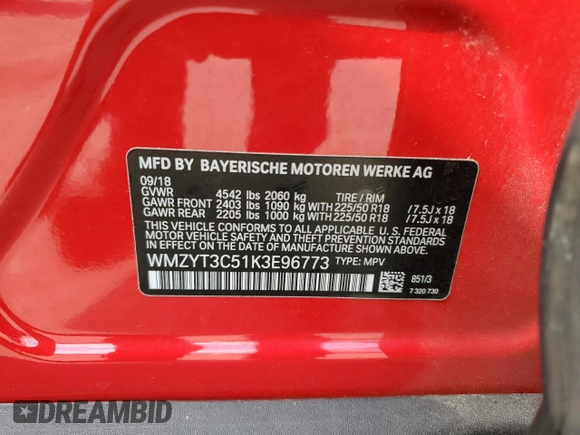 MFD BY BAYERISCHE MOTOREN WERKE AG
09/18
GVWR 4542 lbs 2060 kg TIRE / RIM
GAWR FRONT 2403 lbs 1090 kg WITH 225/50 R18 /7.5J x 18
GAWR REAR 2205 lbs 1000 kg WITH 225/50 R18 /7.5J x 18
THIS VEHICLE CONFORMS TO ALL APPLICABLE U.S. FEDERAL
MOTOR VEHICLE SAFETY, BUMPER AND THEFT PREVENTION
STANDARDS IN EFFECT ON THE DATE OF MANUFACTURE SHOWN ABOVE.
WMZYT3C51K3E96773 TYPE: MPV
851/3
7 320 730
DREAMBID